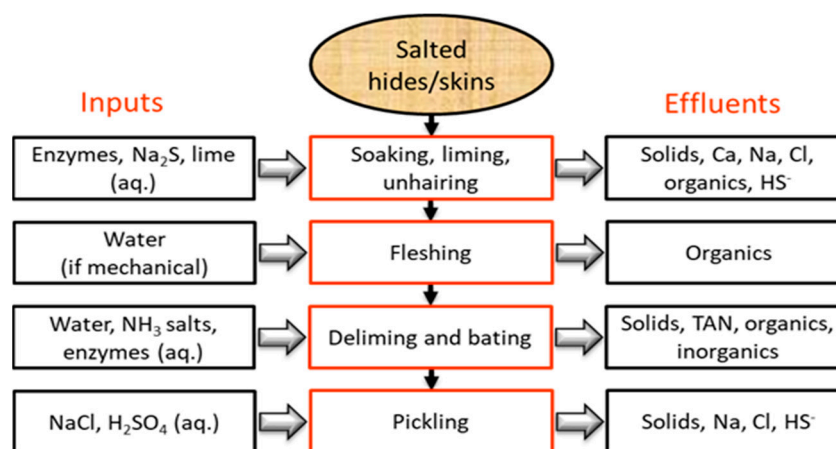 Salted
hides/skins
Inputs
Effluents
Enzymes, Na₂S, lime
(aq.)
Soaking, liming,
unhairing
Solids, Ca, Na, Cl,
organics, HS⁻
Water
(if mechanical)
Fleshing
Organics
Water, NH₃ salts,
enzymes (aq.)
Deliming and bating
Solids, TAN, organics,
inorganics
NaCl, H₂SO₄ (aq.)
Pickling
Solids, Na, Cl, HS⁻